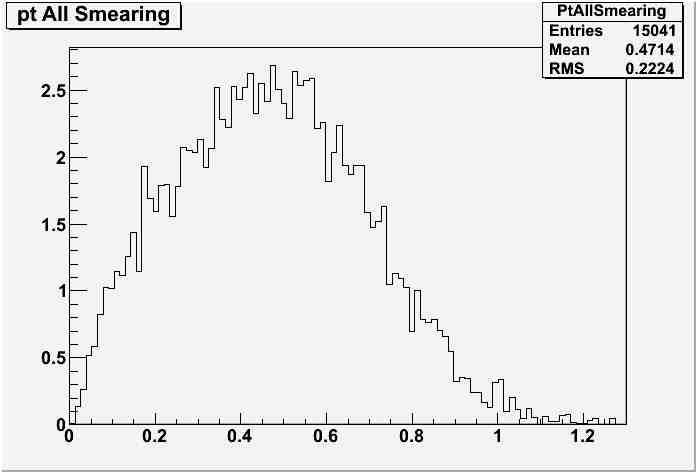 pt All Smearing
PtAllSmearing
Entries 15041
Mean 0.4714
RMS 0.2224
2.5
2
1.5
1
0.5
0
0 0.2 0.4 0.6 0.8 1 1.2